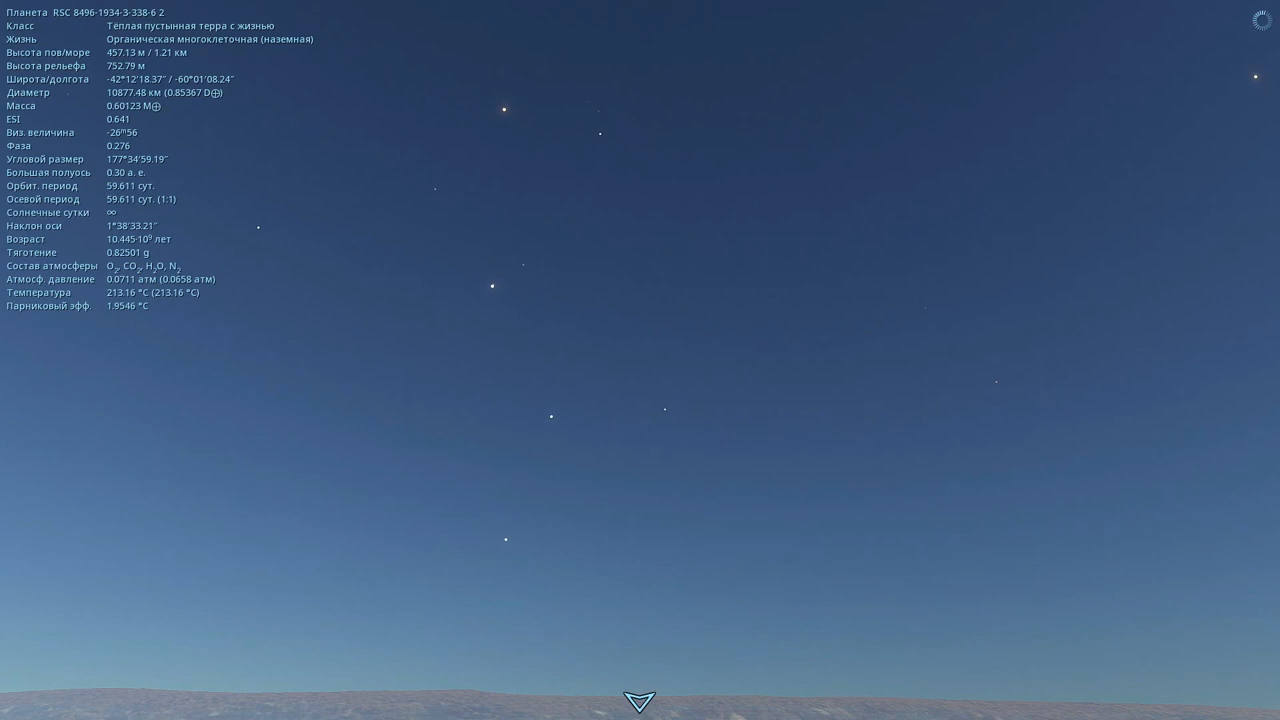 Планета RSC 8496-1934-3-338-6 2
Класс Тёплая пустынная терра с жизнью
Жизнь Органическая многоклеточная (наземная)
Высота пов/море 457.13 м / 1.21 км
Высота рельефа 752.79 м
Широта/долгота -42°12′18.37″ / -60°01′08.24″
Диаметр 10877.48 км (0.85367 D⊕)
Масса 0.60123 M⊕
ESI 0.641
Виз. величина -26ᵐ56
Фаза 0.276
Угловой размер 177°34′59.19″
Большая полуось 0.30 а. е.
Орбит. период 59.611 сут.
Осевой период 59.611 сут. (1:1)
Солнечные сутки ∞
Наклон оси 1°38′33.21″
Возраст 10.445·10⁹ лет
Тяготение 0.82501 g
Состав атмосферы O₂, CO₂, H₂O, N₂
Атмосф. давление 0.0711 атм (0.0658 атм)
Температура 213.16 °C (213.16 °C)
Парниковый эфф. 1.9546 °C